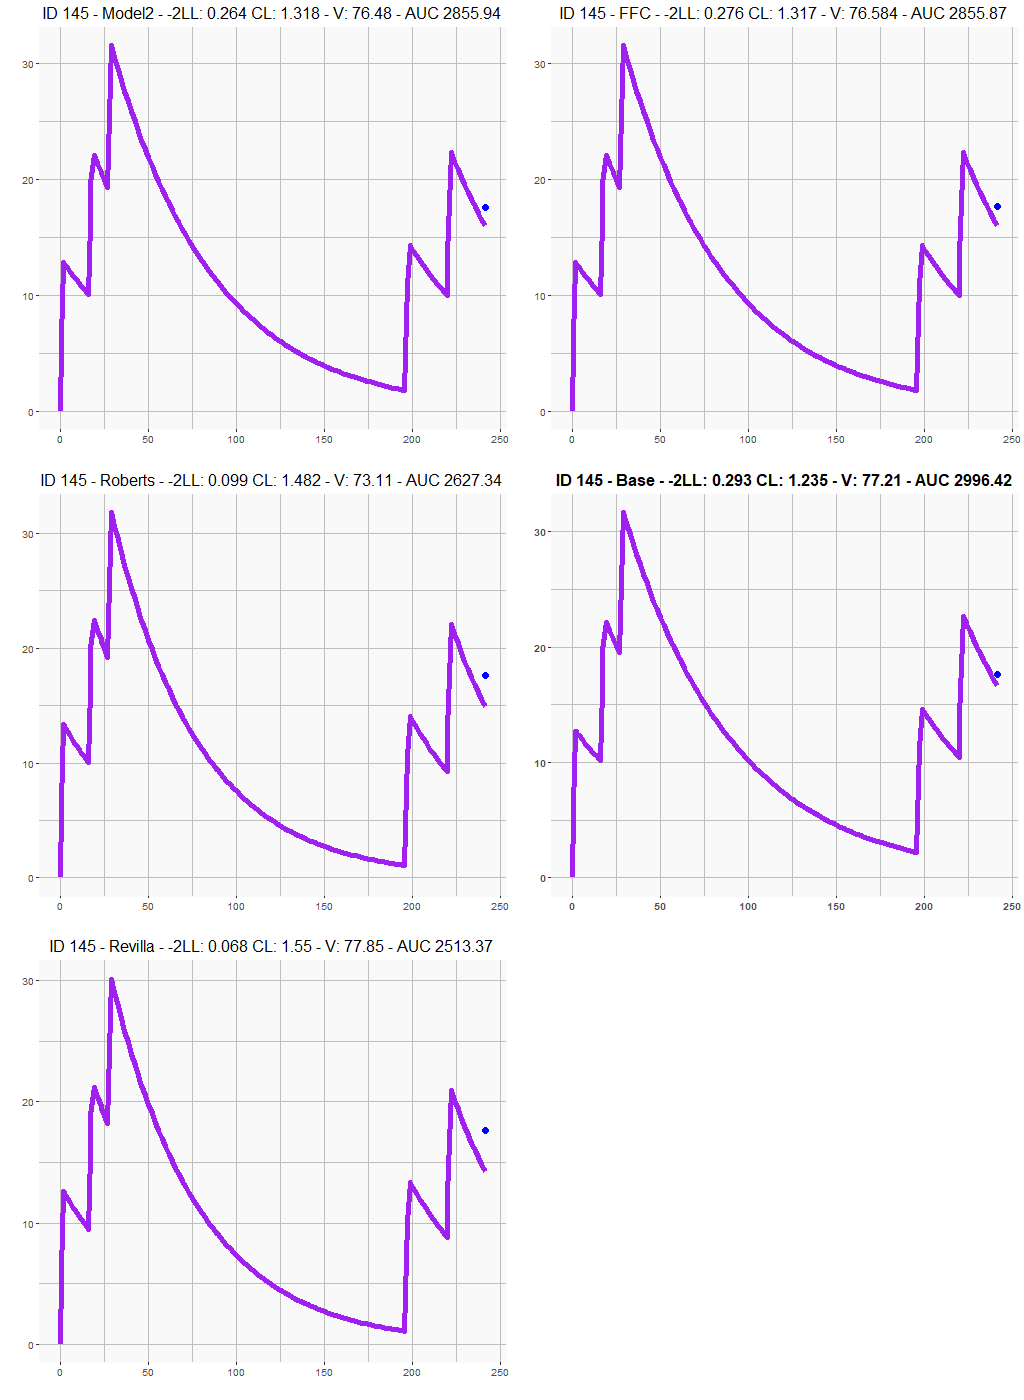 ID 145 - Model2 - -2LL: 0.264 CL: 1.318 - V: 76.48 - AUC 2855.94
30
20
10
0
0 50 100 150 200 250
ID 145 - FFC - -2LL: 0.276 CL: 1.317 - V: 76.584 - AUC 2855.87
30
20
10
0
0 50 100 150 200 250
ID 145 - Roberts - -2LL: 0.099 CL: 1.482 - V: 73.11 - AUC 2627.34
30
20
10
0
0 50 100 150 200 250
ID 145 - Base - -2LL: 0.293 CL: 1.235 - V: 77.21 - AUC 2996.42
30
20
10
0
0 50 100 150 200 250
ID 145 - Revilla - -2LL: 0.068 CL: 1.55 - V: 77.85 - AUC 2513.37
30
20
10
0
0 50 100 150 200 250